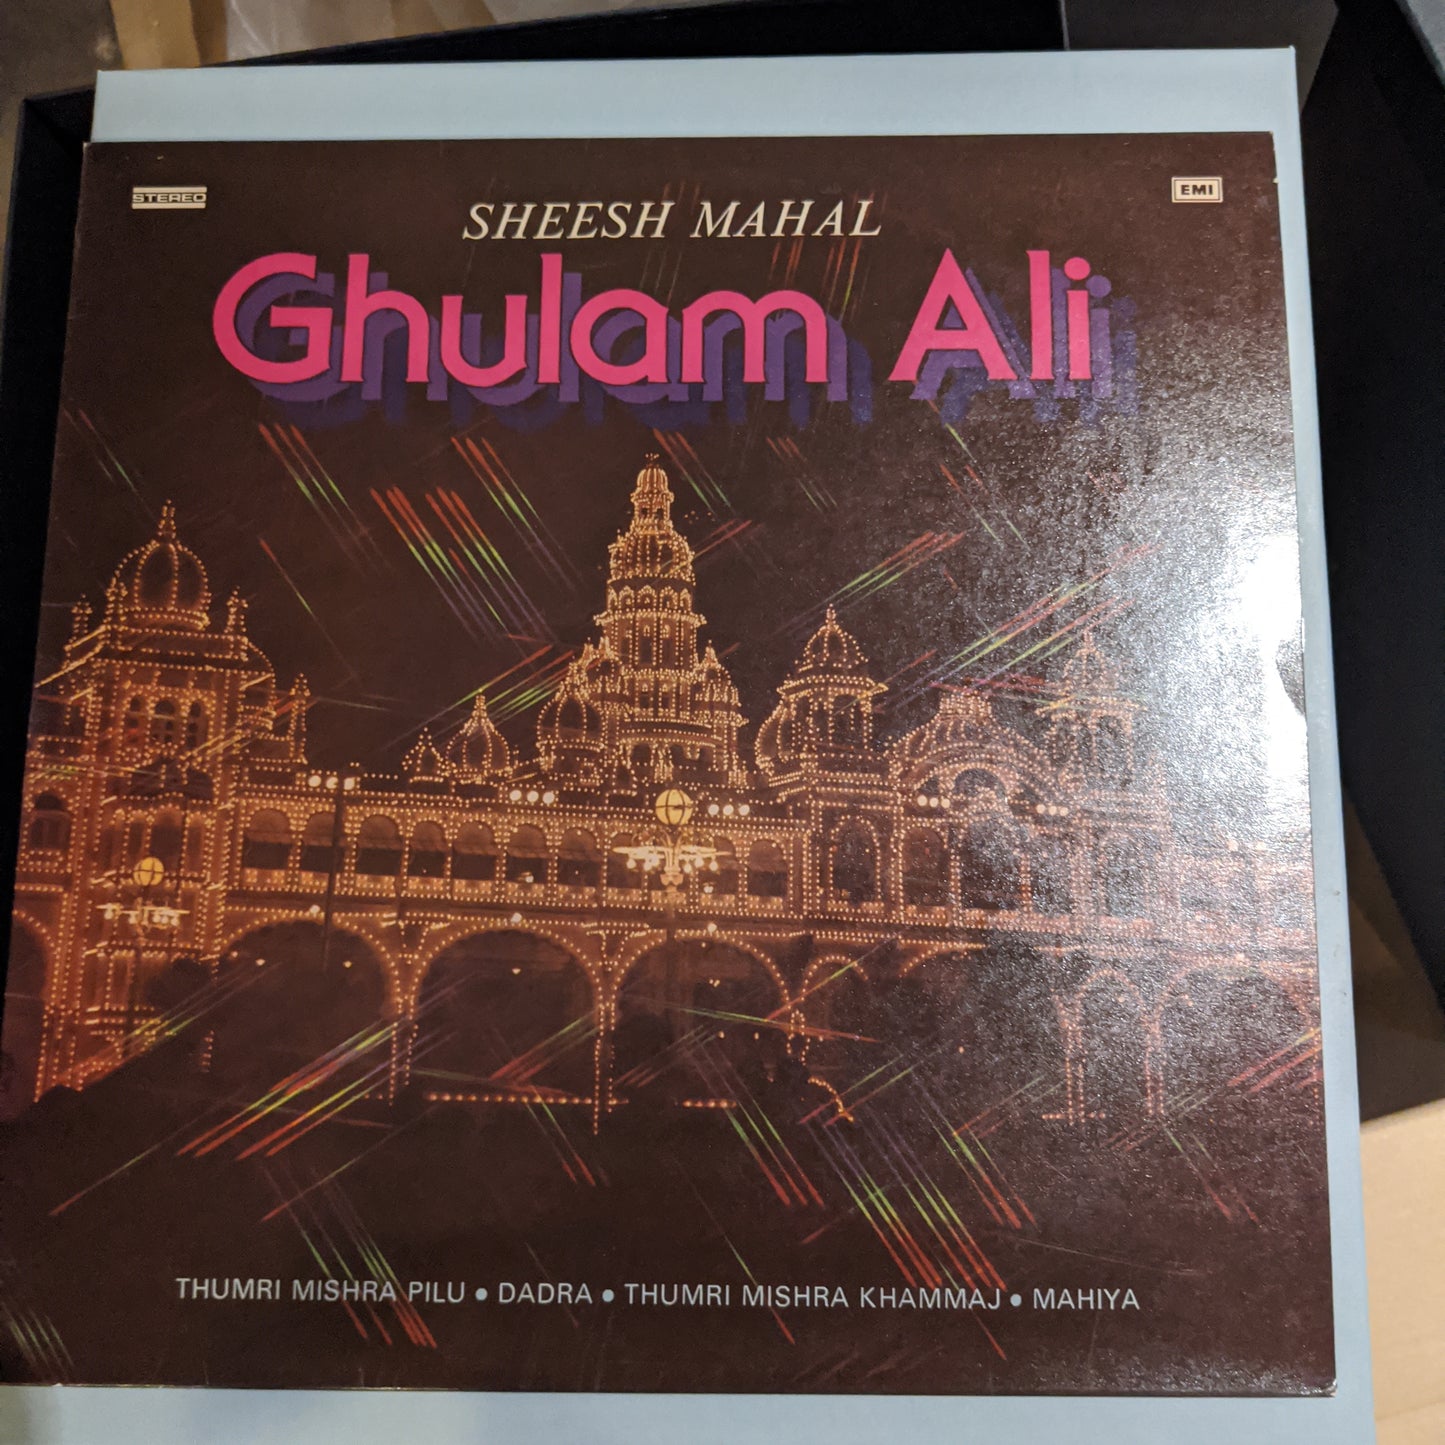 STEREO
EMI
SHEESH MAHAL
Ghulam Ali
THUMRI MISHRA PILU • DADRA • THUMRI MISHRA KHAMMAJ • MAHIYA